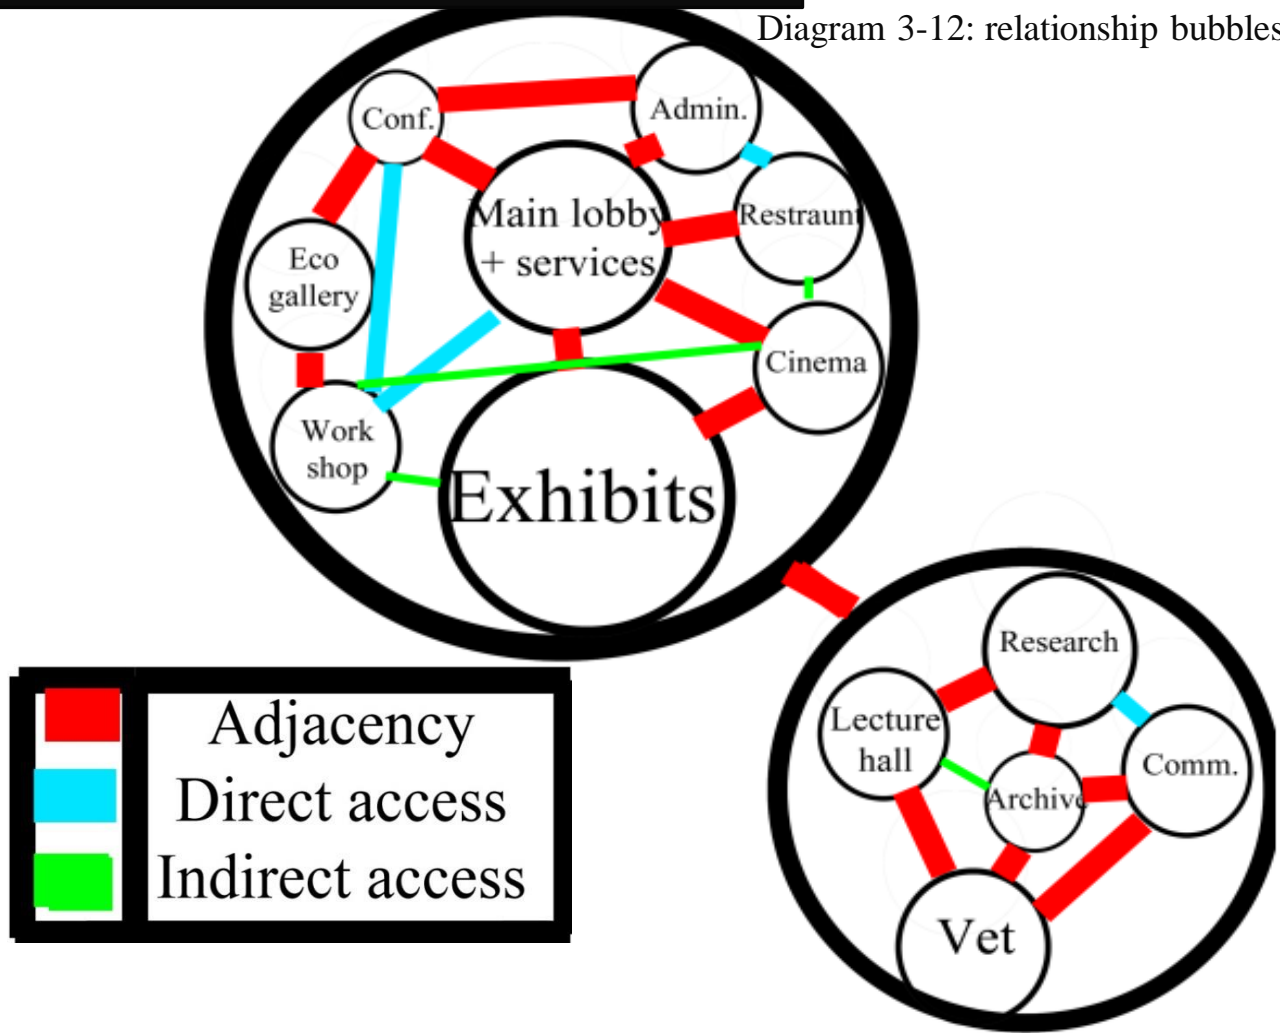 Diagram 3-12: relationship bubbles
Conf.
Admin.
Main lobby
+ services
Restraunt
Eco
gallery
Cinema
Work
shop
Exhibits
Research
Lecture
hall
Comm.
Archive
Vet
Adjacency
Direct access
Indirect access